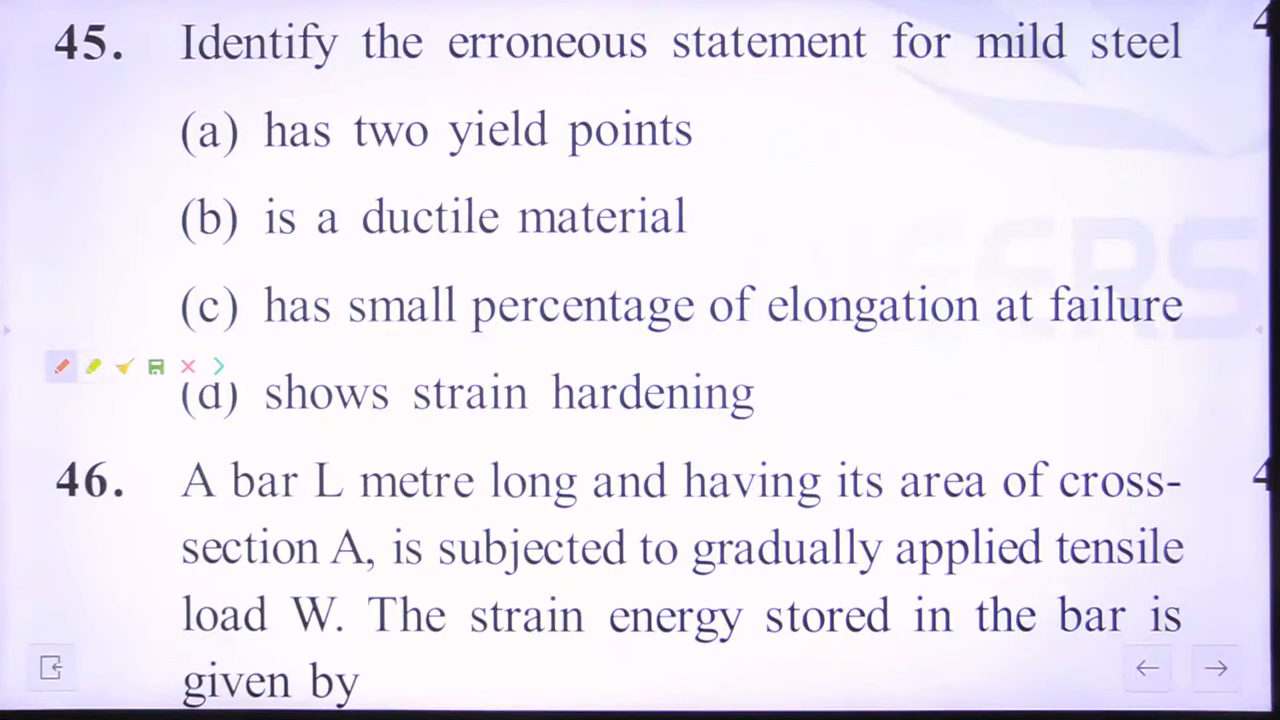 45. Identify the erroneous statement for mild steel
(a) has two yield points
(b) is a ductile material
(c) has small percentage of elongation at failure
(d) shows strain hardening
46. A bar L metre long and having its area of cross-
section A, is subjected to gradually applied tensile
load W. The strain energy stored in the bar is
given by